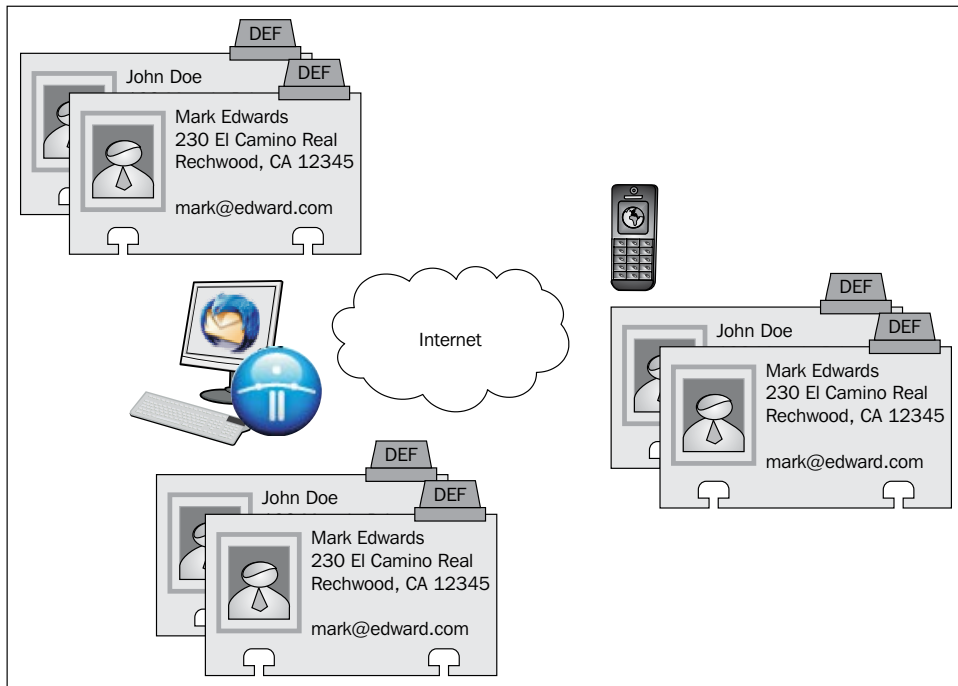 DEF
DEF
John Doe
Mark Edwards
230 El Camino Real
Rechwood, CA 12345
mark@edward.com
Internet
DEF
DEF
John Doe
Mark Edwards
230 El Camino Real
Rechwood, CA 12345
mark@edward.com
DEF
DEF
John Doe
Mark Edwards
230 El Camino Real
Rechwood, CA 12345
mark@edward.com